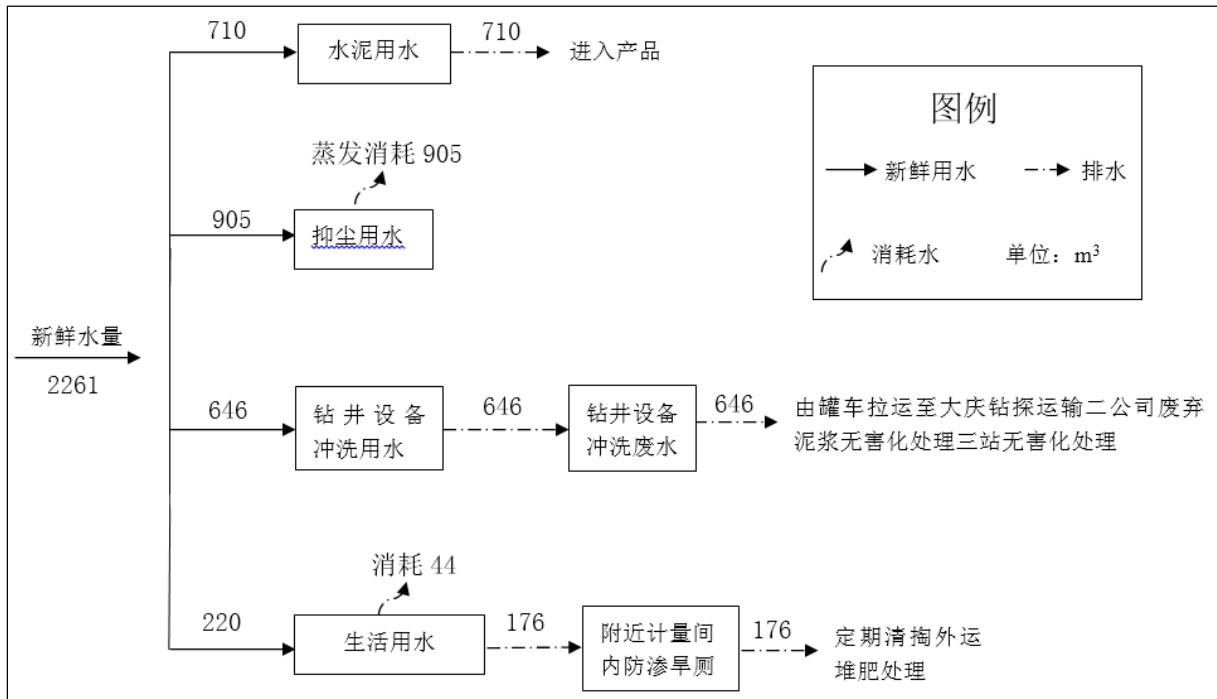 710
水泥用水
710
进入产品
图例
新鲜用水
排水
消耗水
单位：m³
蒸发消耗 905
905
抑尘用水
新鲜水量
2261
646
钻井设备
冲洗用水
646
钻井设备
冲洗废水
646
由罐车拉运至大庆钻探运输二公司废弃
泥浆无害化处理三站无害化处理
消耗 44
220
生活用水
176
附近计量间
内防渗旱厕
176
定期清掏外运
堆肥处理